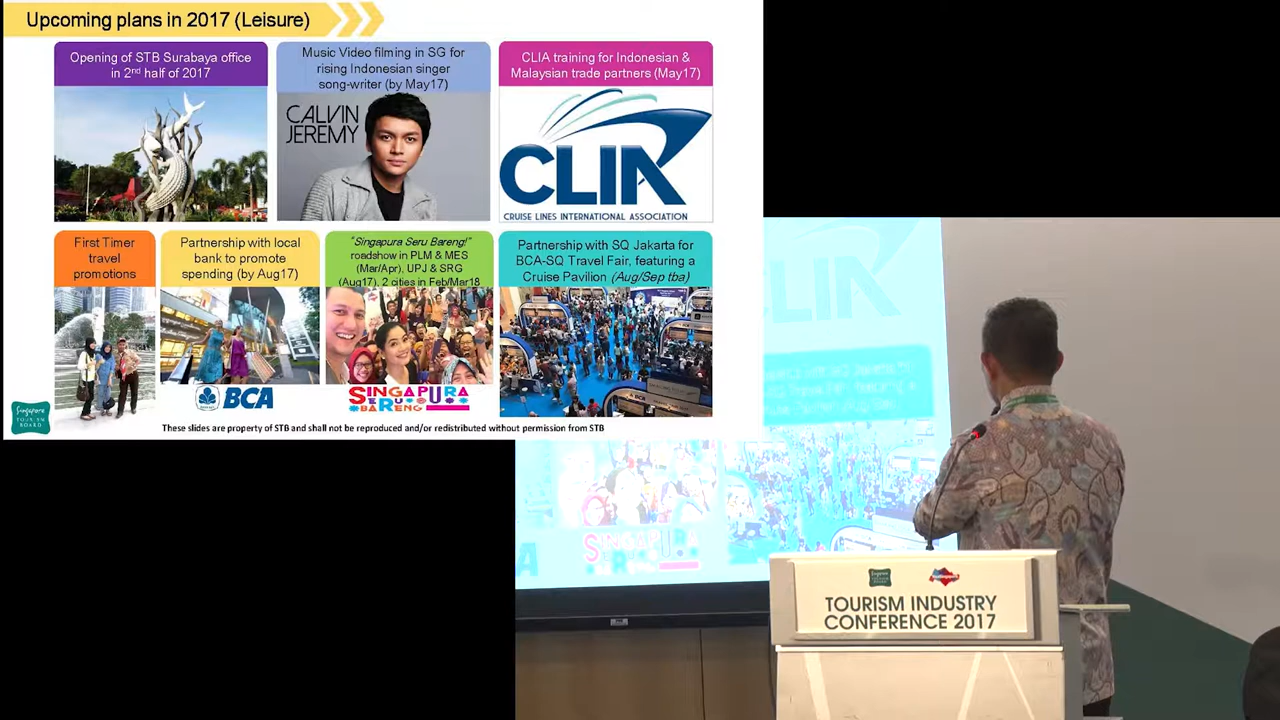 Upcoming plans in 2017 (Leisure)
Opening of STB Surabaya office
in 2nd half of 2017
Music Video filming in SG for
rising Indonesian singer
song-writer (by May17)
CLIA training for Indonesian &
Malaysian trade partners (May17)
CALVIN
JEREMY
CLIA
CRUISE LINES INTERNATIONAL ASSOCIATION
First Timer
travel
promotions
Partnership with local
bank to promote
spending (by Aug17)
"Singapura Seru Bareng!"
roadshow in PLM & MES
(Mar/Apr), UPJ & SRG
(Aug17), 2 cities in Feb/Mar18
Partnership with SQ Jakarta for
BCA-SQ Travel Fair, featuring a
Cruise Pavilion (Aug/Sep tba)
BCA
SINGAPURA
SERU
BARENG
BCA
Singapore
TOURISM
BOARD
These slides are property of STB and shall not be reproduced and/or redistributed without permission from STB
CLIA
SINGAPU.A
TOURISM INDUSTRY
CONFERENCE 2017